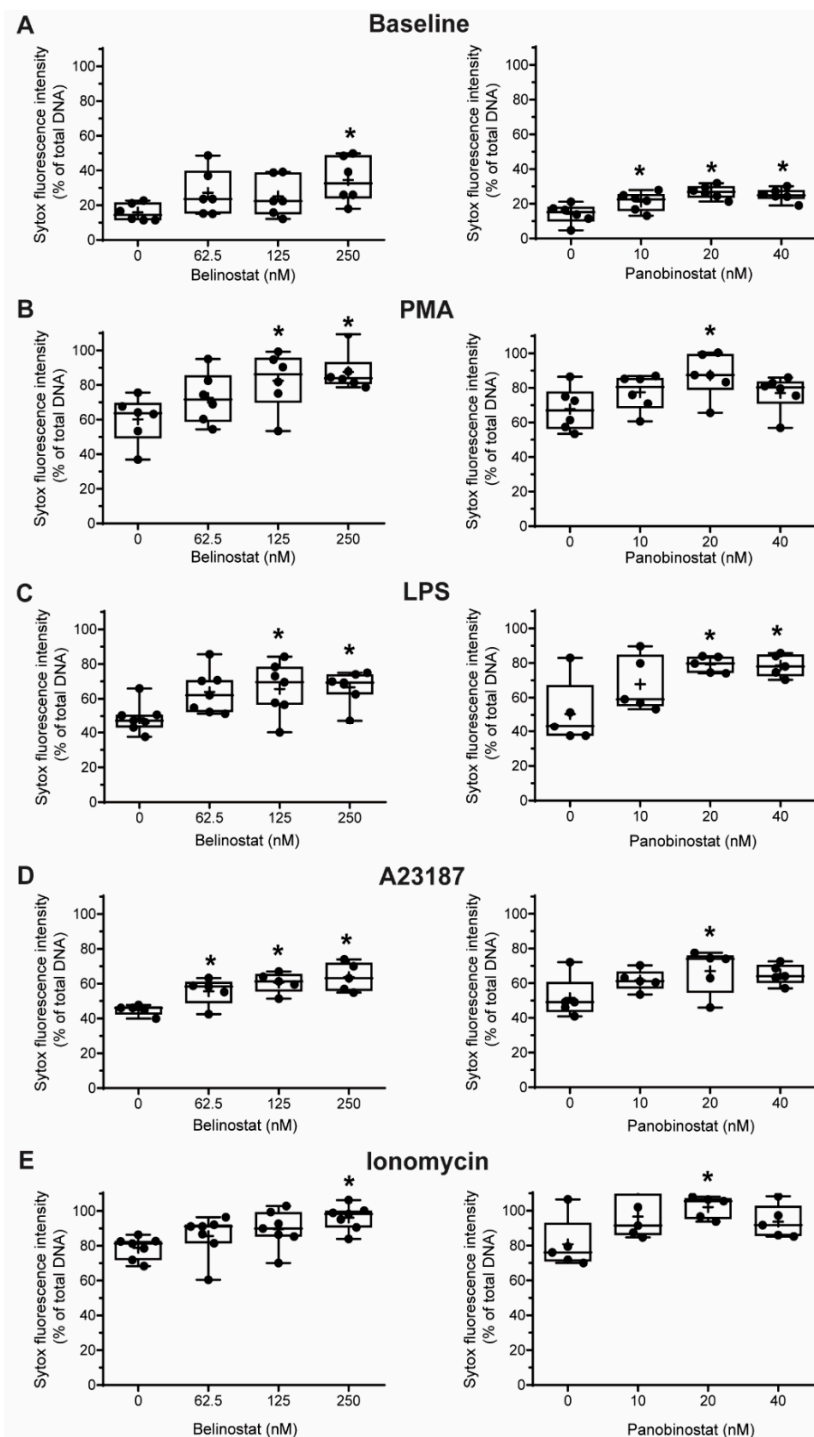 A Baseline
Sytox fluorescence intensity
(% of total DNA)
100
80
60
40
20
0
*
0 62.5 125 250
Belinostat (nM)
Sytox fluorescence intensity
(% of total DNA)
100
80
60
40
20
0
* * *
0 10 20 40
Panobinostat (nM)
B PMA
Sytox fluorescence intensity
(% of total DNA)
100
80
60
40
20
0
* *
0 62.5 125 250
Belinostat (nM)
Sytox fluorescence intensity
(% of total DNA)
100
80
60
40
20
0
*
0 10 20 40
Panobinostat (nM)
C LPS
Sytox fluorescence intensity
(% of total DNA)
100
80
60
40
20
0
* *
0 62.5 125 250
Belinostat (nM)
Sytox fluorescence intensity
(% of total DNA)
100
80
60
40
20
0
* *
0 10 20 40
Panobinostat (nM)
D A23187
Sytox fluorescence intensity
(% of total DNA)
100
80
60
40
20
0
* * *
0 62.5 125 250
Belinostat (nM)
Sytox fluorescence intensity
(% of total DNA)
100
80
60
40
20
0
*
0 10 20 40
Panobinostat (nM)
E Ionomycin
Sytox fluorescence intensity
(% of total DNA)
100
80
60
40
20
0
*
0 62.5 125 250
Belinostat (nM)
Sytox fluorescence intensity
(% of total DNA)
100
80
60
40
20
0
*
0 10 20 40
Panobinostat (nM)